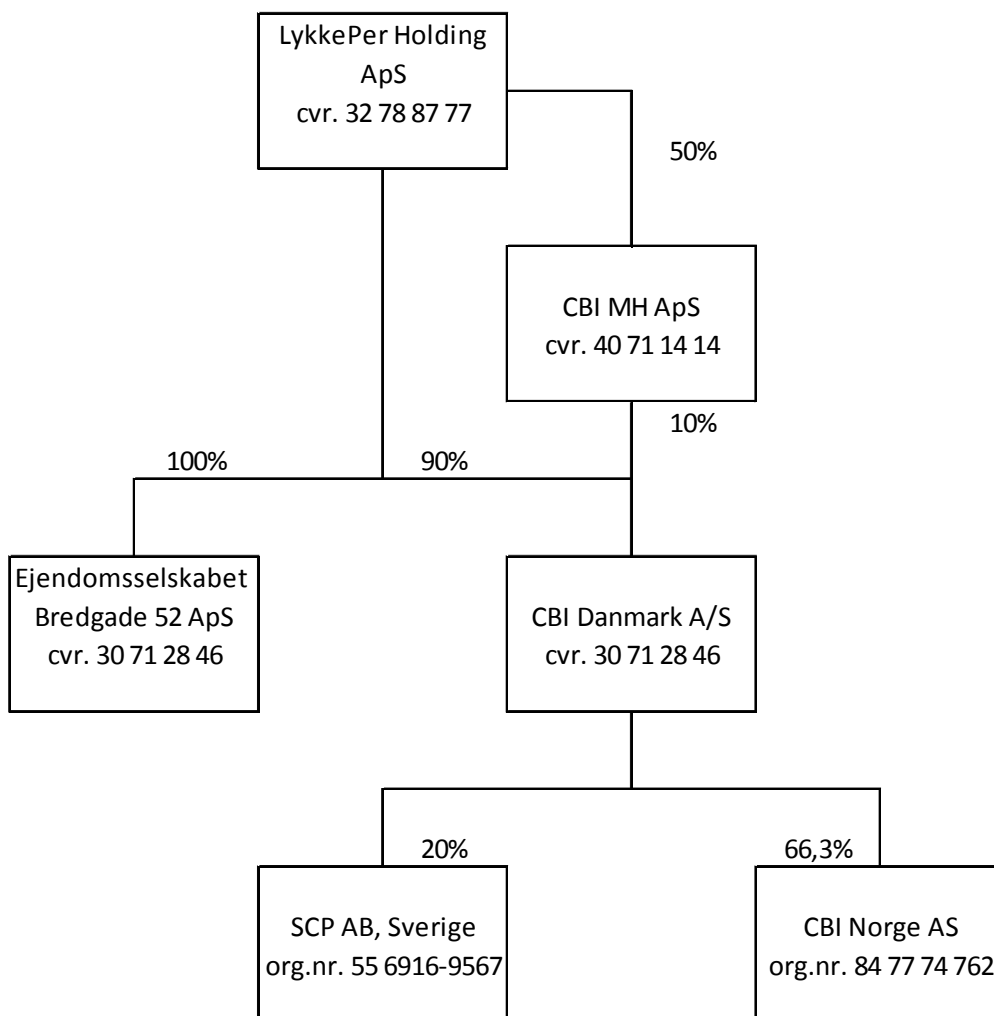 LykkePer Holding
ApS
cvr. 32 78 87 77
50%
CBI MH ApS
cvr. 40 71 14 14
10%
100%
90%
Ejendomsselskabet
Bredgade 52 ApS
cvr. 30 71 28 46
CBI Danmark A/S
cvr. 30 71 28 46
20%
66,3%
SCP AB, Sverige
org.nr. 55 6916-9567
CBI Norge AS
org.nr. 84 77 74 762